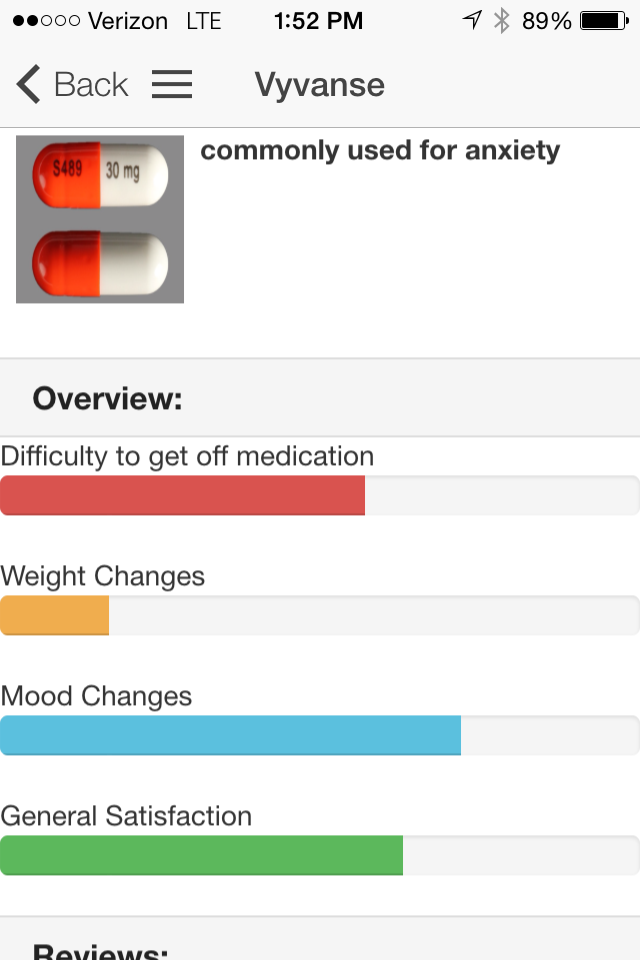 Verizon LTE 1:52 PM 89%
Back Vyvanse
commonly used for anxiety
S489 30 mg
Overview:
Difficulty to get off medication
Weight Changes
Mood Changes
General Satisfaction
Reviews: